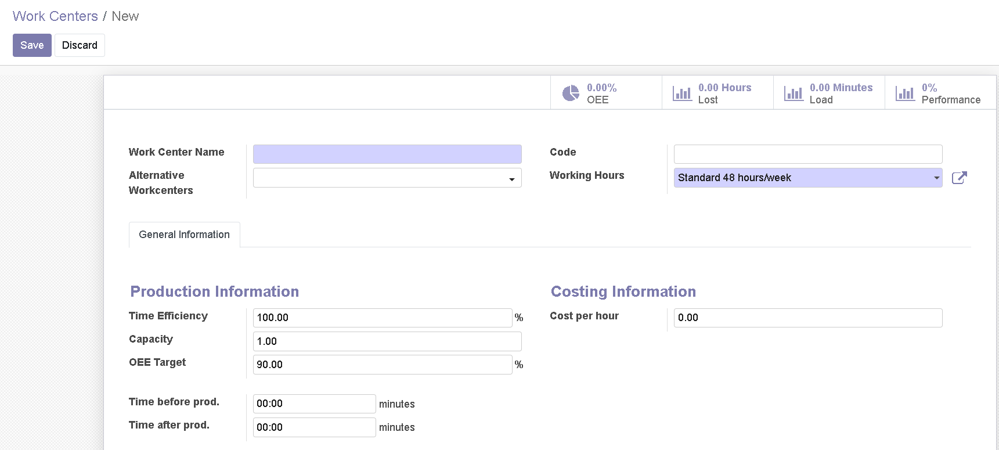 Work Centers / New
Save Discard
0.00% 0.00 Hours 0.00 Minutes 0%
OEE Lost Load Performance
Work Center Name Code
Alternative Workcenters Working Hours Standard 48 hours/week
General Information
Production Information Costing Information
Time Efficiency 100.00 % Cost per hour 0.00
Capacity 1.00
OEE Target 90.00 %
Time before prod. 00:00 minutes
Time after prod. 00:00 minutes